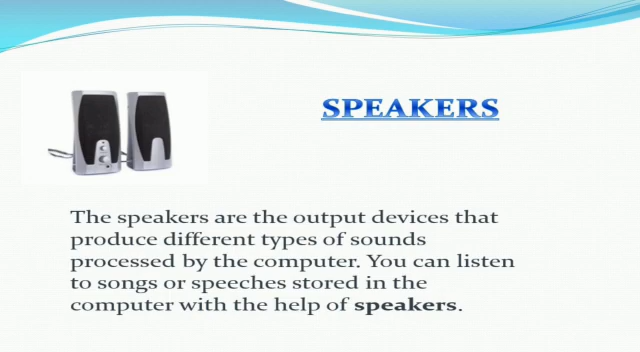 SPEAKERS
The speakers are the output devices that
produce different types of sounds
processed by the computer. You can listen
to songs or speeches stored in the
computer with the help of speakers.